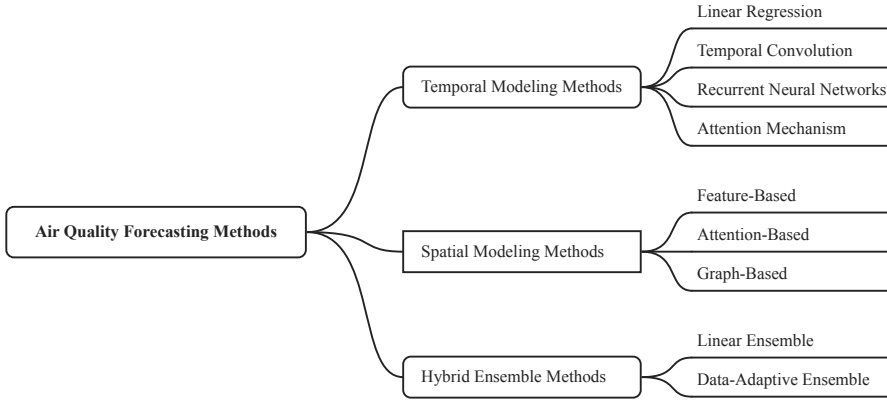 Air Quality Forecasting Methods
Temporal Modeling Methods
Linear Regression
Temporal Convolution
Recurrent Neural Networks
Attention Mechanism
Spatial Modeling Methods
Feature-Based
Attention-Based
Graph-Based
Hybrid Ensemble Methods
Linear Ensemble
Data-Adaptive Ensemble